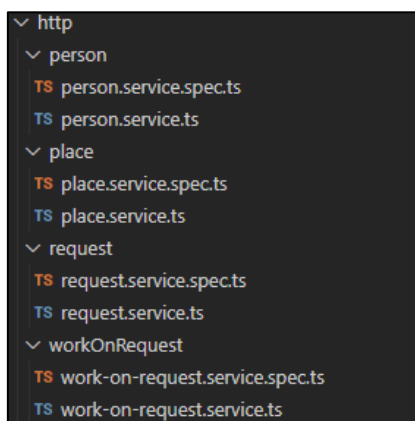 http
person
TS person.service.spec.ts
TS person.service.ts
place
TS place.service.spec.ts
TS place.service.ts
request
TS request.service.spec.ts
TS request.service.ts
workOnRequest
TS work-on-request.service.spec.ts
TS work-on-request.service.ts